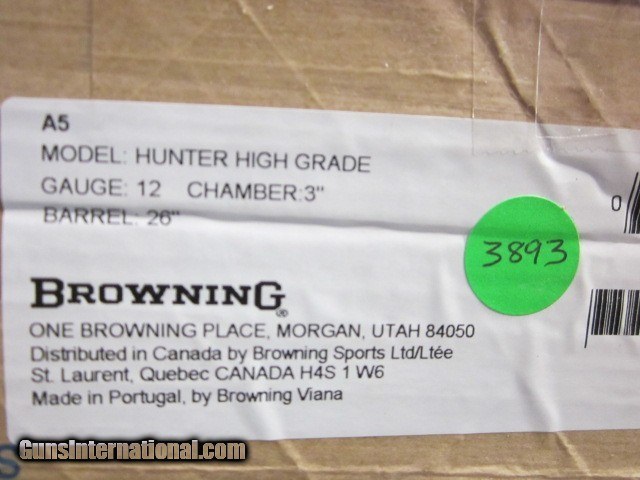 A5
MODEL: HUNTER HIGH GRADE
GAUGE: 12 CHAMBER:3"
BARREL: 26"
0
3893
BROWNING®
ONE BROWNING PLACE, MORGAN, UTAH 84050
Distributed in Canada by Browning Sports Ltd/Ltée
St. Laurent, Quebec CANADA H4S 1 W6
Made in Portugal, by Browning Viana
S
GunsInternational.com